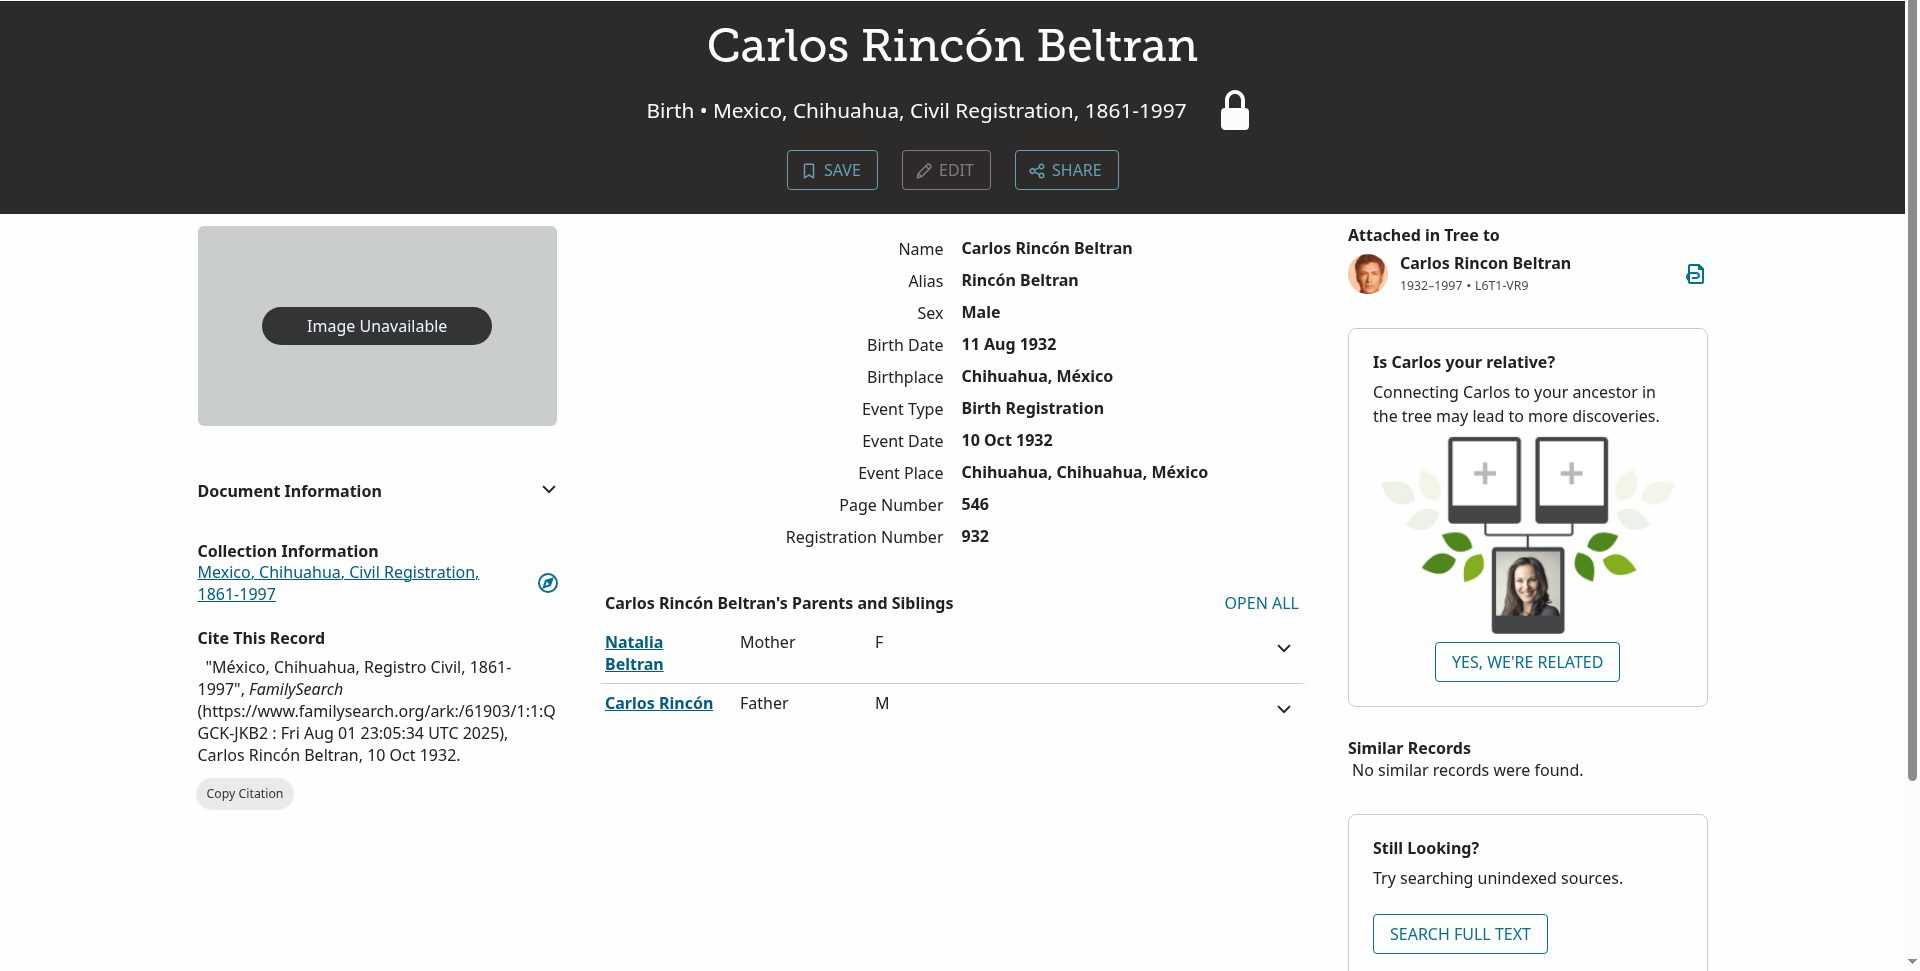 Carlos Rincón Beltran
Birth • Mexico, Chihuahua, Civil Registration, 1861-1997
SAVE
EDIT
SHARE
Image Unavailable
Document Information
Collection Information
Mexico, Chihuahua, Civil Registration,
1861-1997
Cite This Record
"México, Chihuahua, Registro Civil, 1861-
1997", FamilySearch
(https://www.familysearch.org/ark:/61903/1:1:Q
GCK-JKB2 : Fri Aug 01 23:05:34 UTC 2025),
Carlos Rincón Beltran, 10 Oct 1932.
Copy Citation
Name Carlos Rincón Beltran
Alias Rincón Beltran
Sex Male
Birth Date 11 Aug 1932
Birthplace Chihuahua, México
Event Type Birth Registration
Event Date 10 Oct 1932
Event Place Chihuahua, Chihuahua, México
Page Number 546
Registration Number 932
Carlos Rincón Beltran's Parents and Siblings OPEN ALL
Natalia Mother F
Beltran
Carlos Rincón Father M
Attached in Tree to
Carlos Rincon Beltran
1932–1997 • L6T1-VR9
Is Carlos your relative?
Connecting Carlos to your ancestor in
the tree may lead to more discoveries.
YES, WE'RE RELATED
Similar Records
No similar records were found.
Still Looking?
Try searching unindexed sources.
SEARCH FULL TEXT